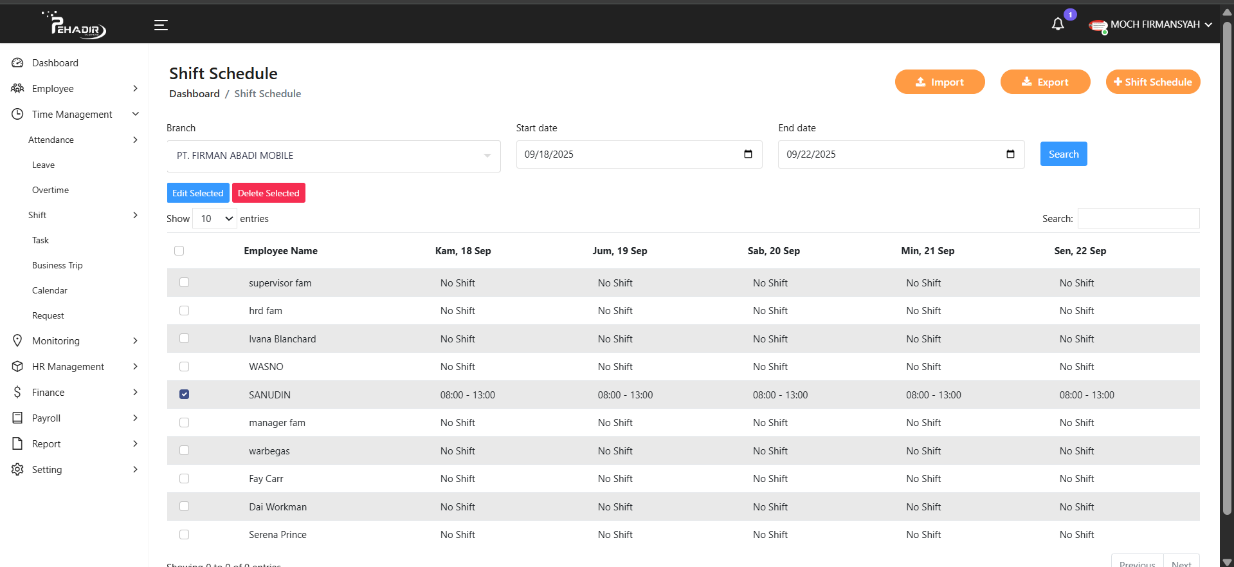 PEHADIR
1
MOCH FIRMANSYAH
Dashboard
Employee
Time Management
Attendance
Leave
Overtime
Shift
Task
Business Trip
Calendar
Request
Monitoring
HR Management
Finance
Payroll
Report
Setting
Shift Schedule
Dashboard / Shift Schedule
Import Export + Shift Schedule
Branch Start date End date
PT. FIRMAN ABADI MOBILE 09/18/2025 09/22/2025 Search
Edit Selected Delete Selected
Show 10 entries Search:
Employee Name Kam, 18 Sep Jum, 19 Sep Sab, 20 Sep Min, 21 Sep Sen, 22 Sep
supervisor fam No Shift No Shift No Shift No Shift No Shift
hrd fam No Shift No Shift No Shift No Shift No Shift
Ivana Blanchard No Shift No Shift No Shift No Shift No Shift
WASNO No Shift No Shift No Shift No Shift No Shift
SANUDIN 08:00 - 13:00 08:00 - 13:00 08:00 - 13:00 08:00 - 13:00 08:00 - 13:00
manager fam No Shift No Shift No Shift No Shift No Shift
warbegas No Shift No Shift No Shift No Shift No Shift
Fay Carr No Shift No Shift No Shift No Shift No Shift
Dai Workman No Shift No Shift No Shift No Shift No Shift
Serena Prince No Shift No Shift No Shift No Shift No Shift
Showing 0 to 0 of 0 entries Previous Next